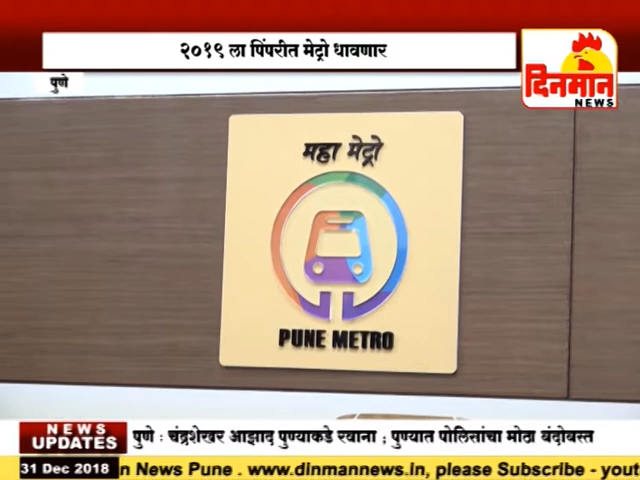 २०१९ ला पिंपरीत मेट्रो धावणार
पुणे
दिनमान
NEWS
महा मेट्रो
PUNE METRO
NEWS
UPDATES
पुणे : चंद्रशेखर आझाद पुण्याकडे रवाना ; पुण्यात पोलिसांचा मोठा बंदोबस्त
31 Dec 2018
n News Pune . www.dinmannews.in, please Subscribe - yout